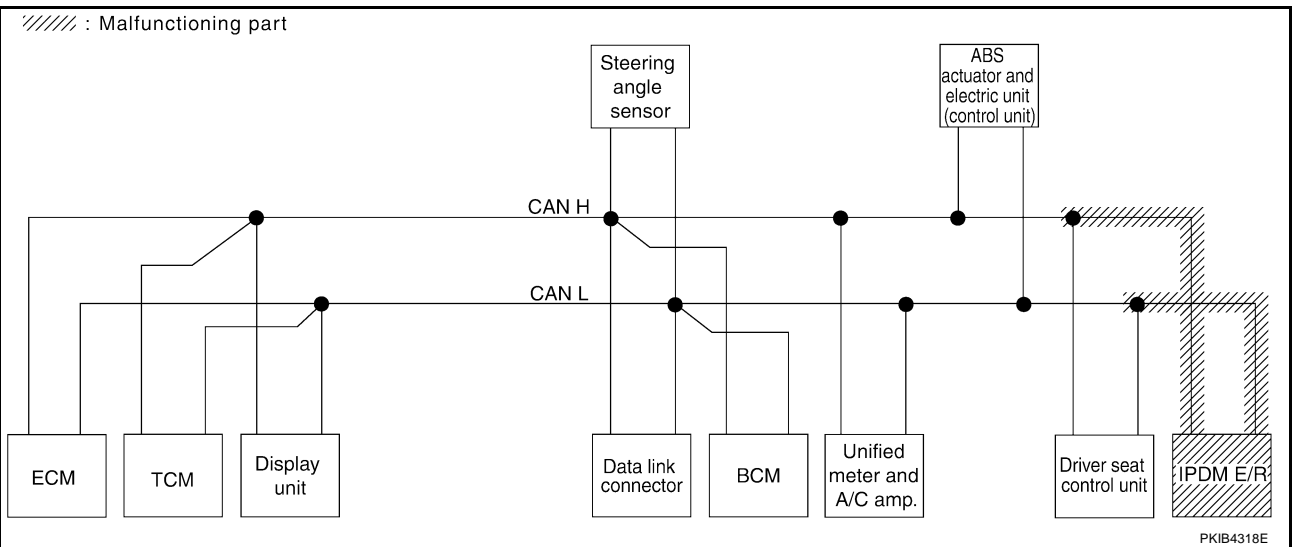 : Malfunctioning part
Steering
angle
sensor
ABS
actuator and
electric unit
(control unit)
CAN H
CAN L
ECM
TCM
Display
unit
Data link
connector
BCM
Unified
meter and
A/C amp.
Driver seat
control unit
IPDM E/R
PKIB4318E